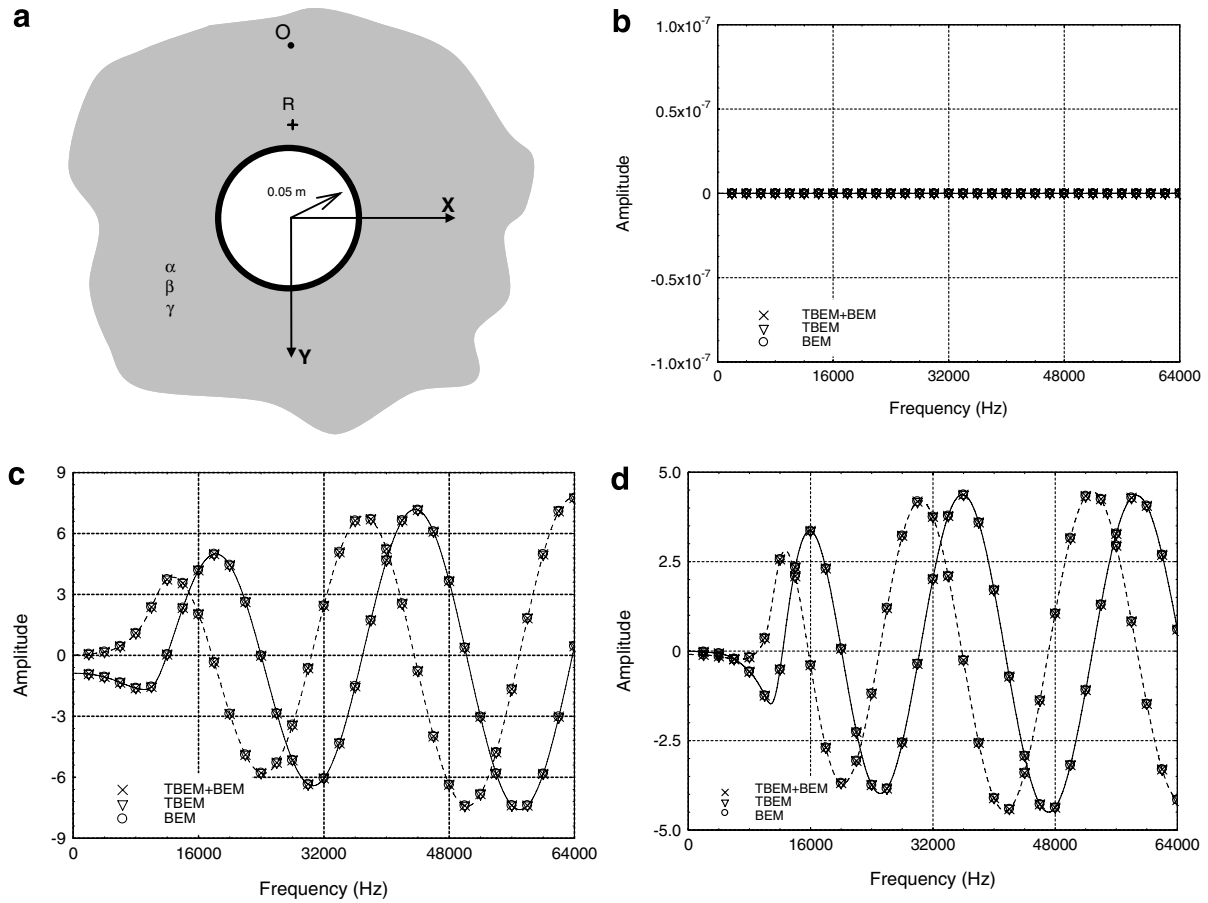 a
O
R
0.05 m
X
α
β
γ
Y
b
1.0x10⁻⁷
0.5x10⁻⁷
0
-0.5x10⁻⁷
-1.0x10⁻⁷
Amplitude
TBEM+BEM
TBEM
BEM
0 16000 32000 48000 64000
Frequency (Hz)
c
9
6
3
0
-3
-6
-9
Amplitude
TBEM+BEM
TBEM
BEM
0 16000 32000 48000 64000
Frequency (Hz)
d
5.0
2.5
0
-2.5
-5.0
Amplitude
TBEM+BEM
TBEM
BEM
0 16000 32000 48000 64000
Frequency (Hz)